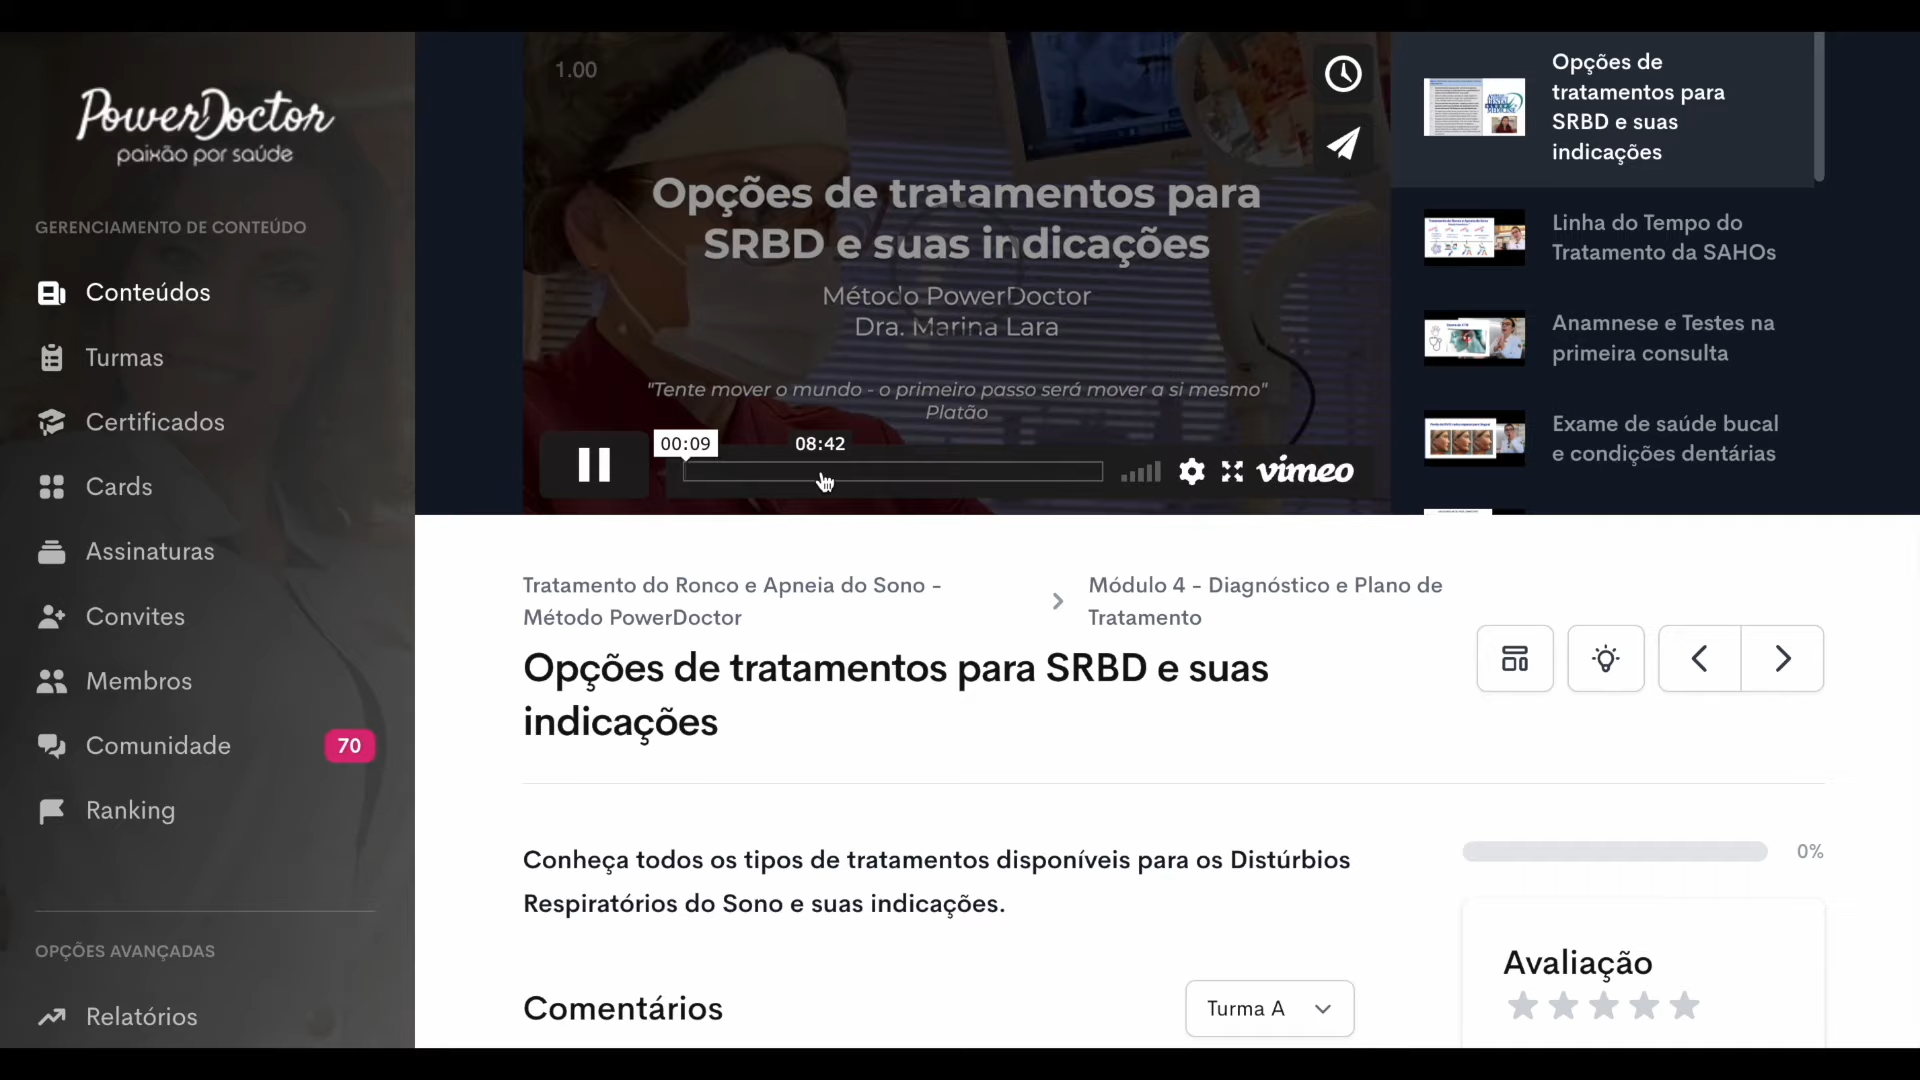 PowerDoctor
paixão por saúde
GERENCIAMENTO DE CONTEÚDO
Conteúdos
Turmas
Certificados
Cards
Assinaturas
Convites
Membros
Comunidade
70
Ranking
OPÇÕES AVANÇADAS
Relatórios
1.00
Opções de tratamentos para
SRBD e suas indicações
Método PowerDoctor
Dra. Marina Lara
"Tente mover o mundo - o primeiro passo será mover a si mesmo"
Platão
00:09
08:42
vimeo
Opções de
tratamentos para
SRBD e suas
indicações
Linha do Tempo do
Tratamento da SAHOs
Anamnese e Testes na
primeira consulta
Exame de saúde bucal
e condições dentárias
Tratamento do Ronco e Apneia do Sono -
Método PowerDoctor
Módulo 4 - Diagnóstico e Plano de
Tratamento
Opções de tratamentos para SRBD e suas
indicações
Conheça todos os tipos de tratamentos disponíveis para os Distúrbios
Respiratórios do Sono e suas indicações.
0%
Avaliação
Comentários
Turma A